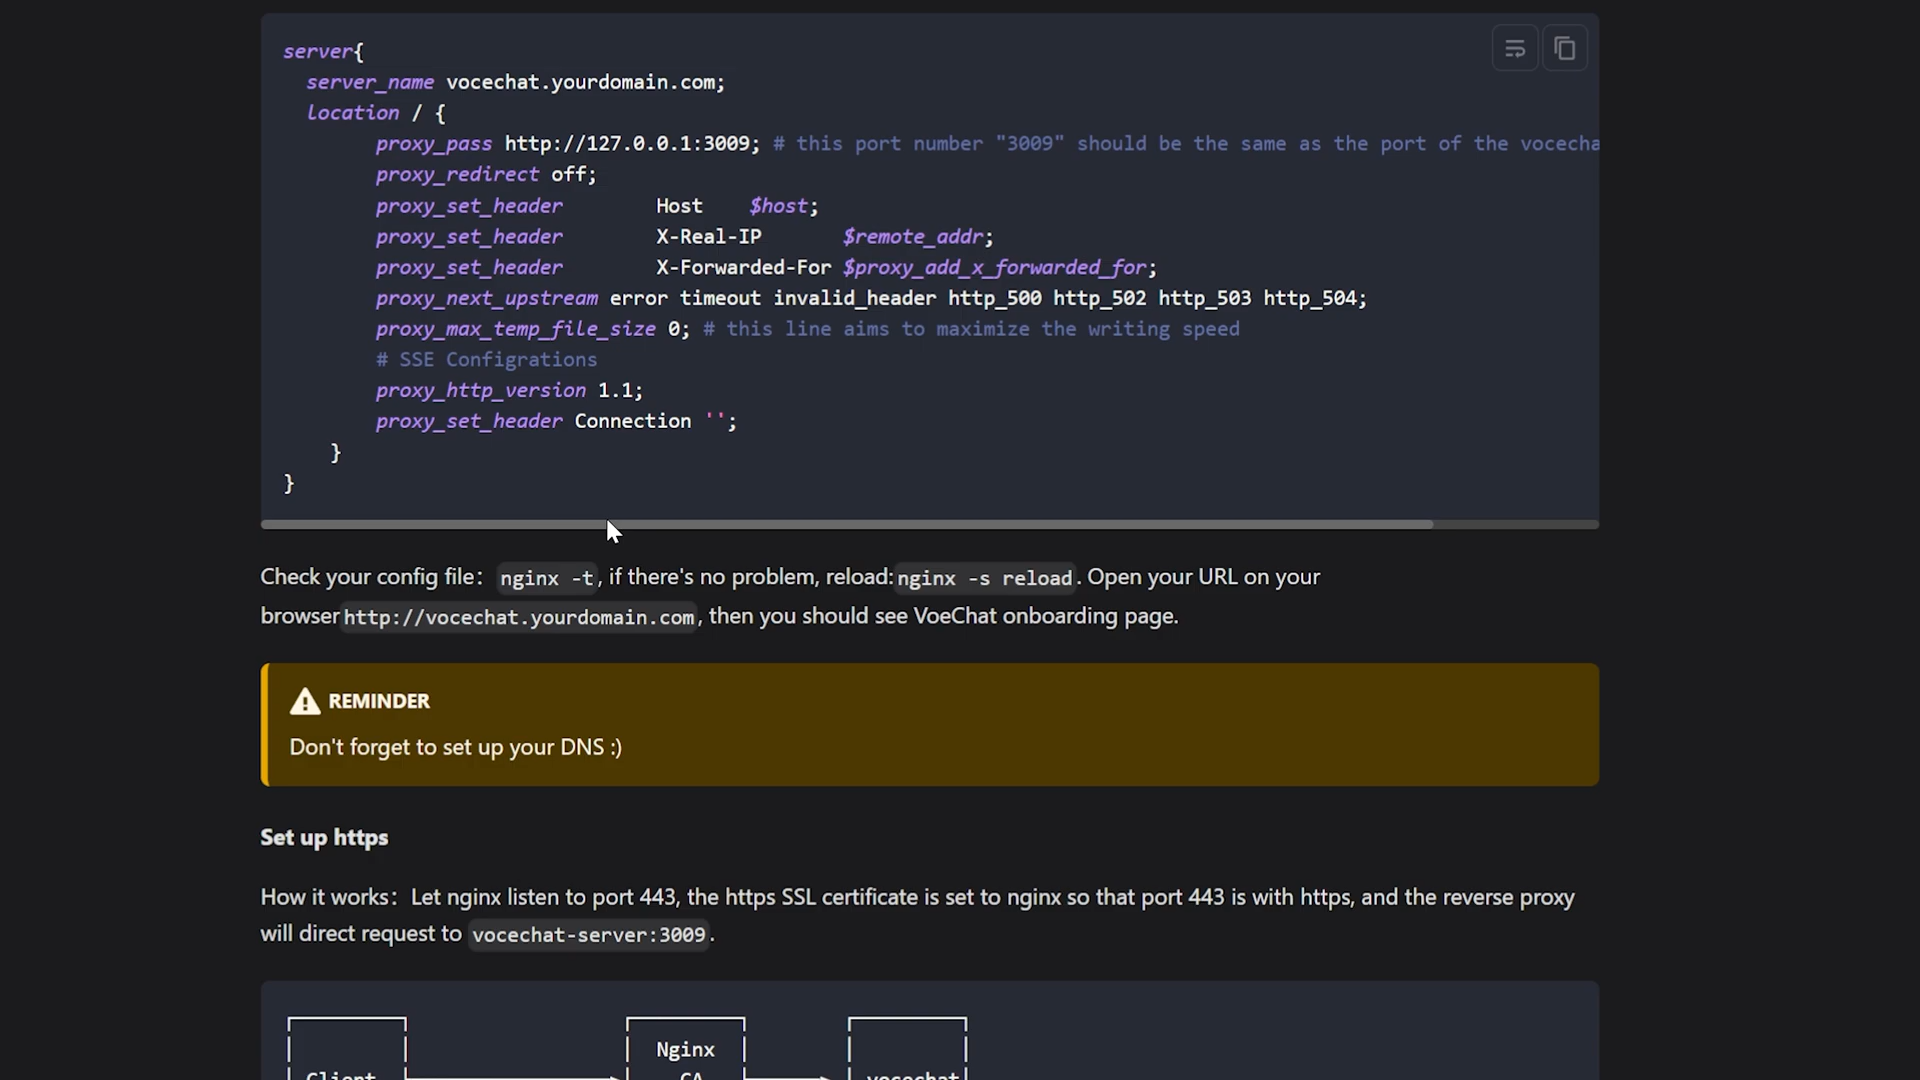 server{
server_name vocechat.yourdomain.com;
location / {
proxy_pass http://127.0.0.1:3009; # this port number "3009" should be the same as the port of the vocecha
proxy_redirect off;
proxy_set_header Host $host;
proxy_set_header X-Real-IP $remote_addr;
proxy_set_header X-Forwarded-For $proxy_add_x_forwarded_for;
proxy_next_upstream error timeout invalid_header http_500 http_502 http_503 http_504;
proxy_max_temp_file_size 0; # this line aims to maximize the writing speed
# SSE Configrations
proxy_http_version 1.1;
proxy_set_header Connection '';
}
}
Check your config file： nginx -t, if there's no problem, reload: nginx -s reload. Open your URL on your
browser http://vocechat.yourdomain.com, then you should see VoeChat onboarding page.
REMINDER
Don't forget to set up your DNS :)
Set up https
How it works： Let nginx listen to port 443, the https SSL certificate is set to nginx so that port 443 is with https, and the reverse proxy
will direct request to vocechat-server:3009.
Nginx
Client CA vocechat